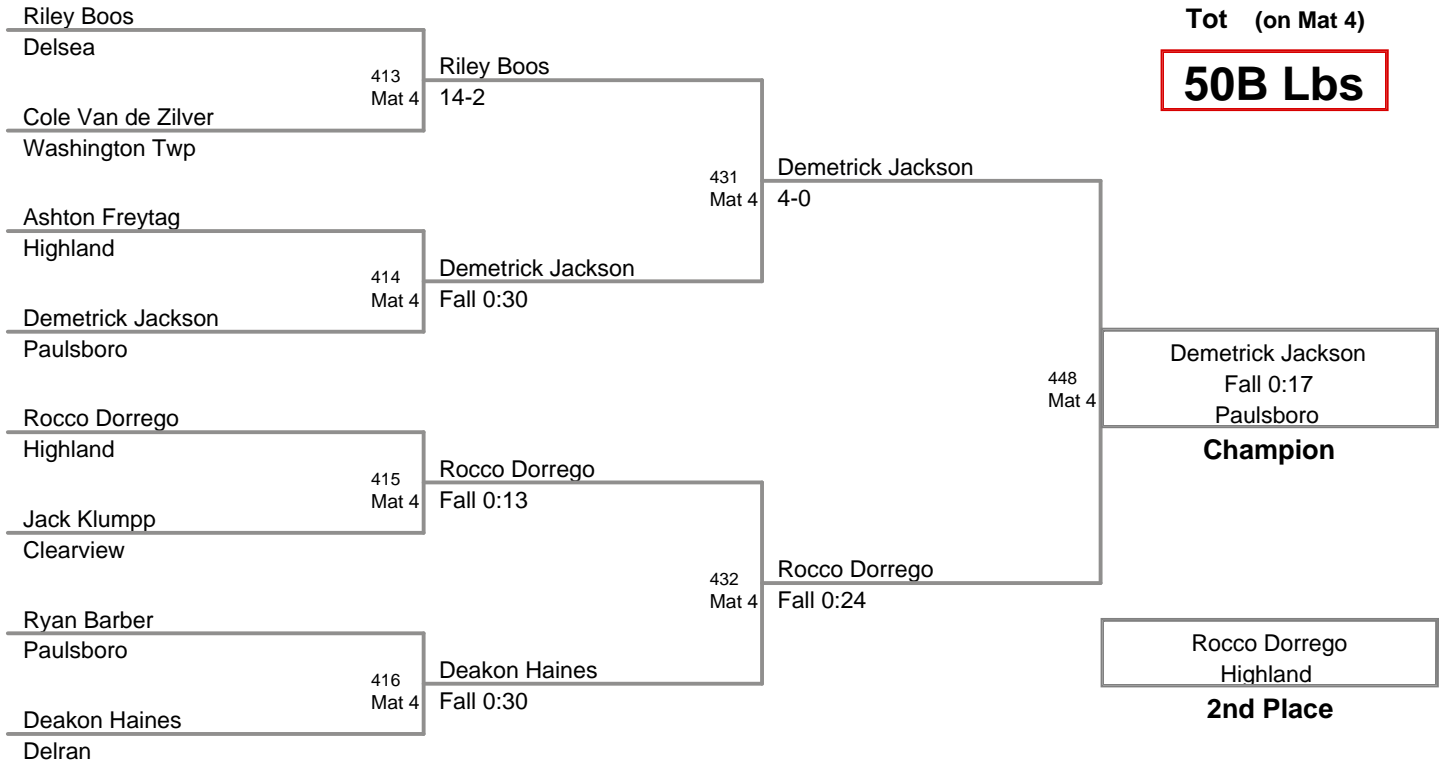 Riley Boos
Delsea
413
Mat 4
Riley Boos
14-2
Cole Van de Zilver
Washington Twp
431
Mat 4
Demetrick Jackson
4-0
Ashton Freytag
Highland
414
Mat 4
Demetrick Jackson
Fall 0:30
Demetrick Jackson
Paulsboro
448
Mat 4
Demetrick Jackson
Fall 0:17
Paulsboro
Champion
Rocco Dorrego
Highland
415
Mat 4
Rocco Dorrego
Fall 0:13
Jack Klumpp
Clearview
432
Mat 4
Rocco Dorrego
Fall 0:24
Ryan Barber
Paulsboro
416
Mat 4
Deakon Haines
Fall 0:30
Deakon Haines
Delran
Rocco Dorrego
Highland
2nd Place
Tot (on Mat 4)
50B Lbs